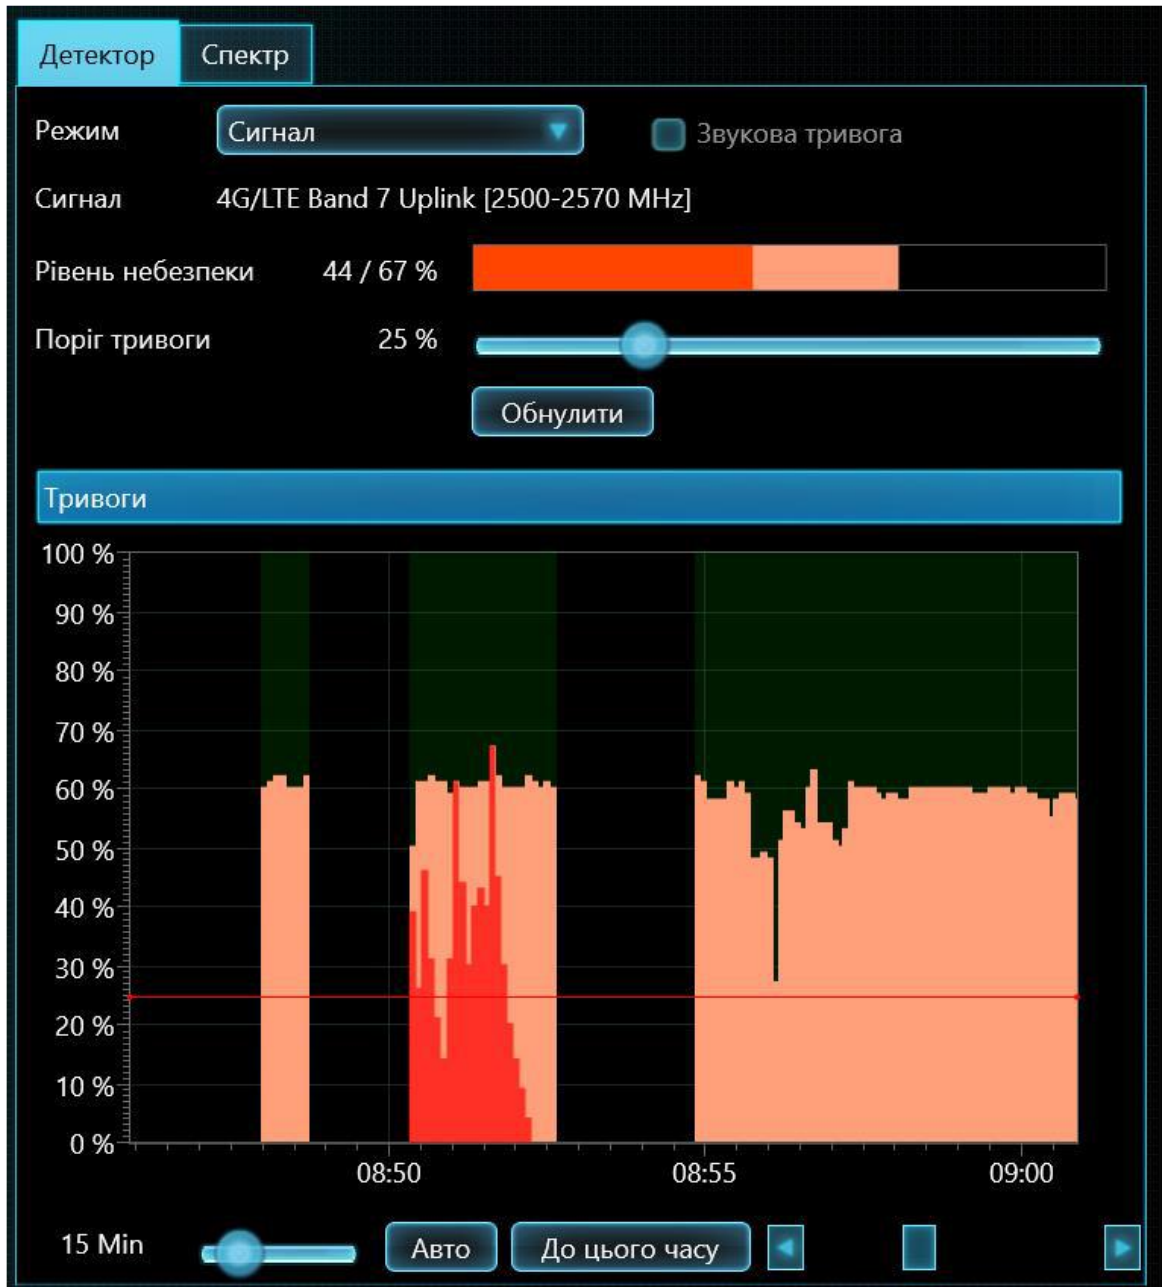 Детектор Спектр
Режим Сигнал Звукова тривога
Сигнал 4G/LTE Band 7 Uplink [2500-2570 MHz]
Рівень небезпеки 44 / 67 %
Поріг тривоги 25 %
Обнулити
Тривоги
100 %
90 %
80 %
70 %
60 %
50 %
40 %
30 %
20 %
10 %
0 %
08:50 08:55 09:00
15 Min Авто До цього часу